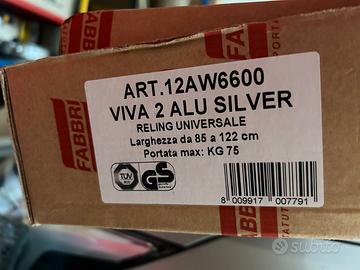 FABBRI
ART.12AW6600
VIVA 2 ALU SILVER
RELING UNIVERSALE
Larghezza da 85 a 122 cm
Portata max: KG 75
TÜV
GS
8 009917 007791
FABBRI
subito